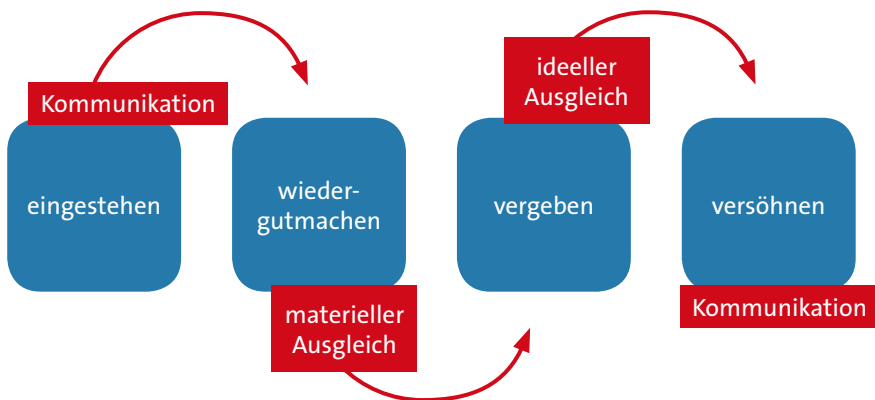 Kommunikation
eingestehen
wieder-
gutmachen
materieller
Ausgleich
ideeller
Ausgleich
vergeben
versöhnen
Kommunikation